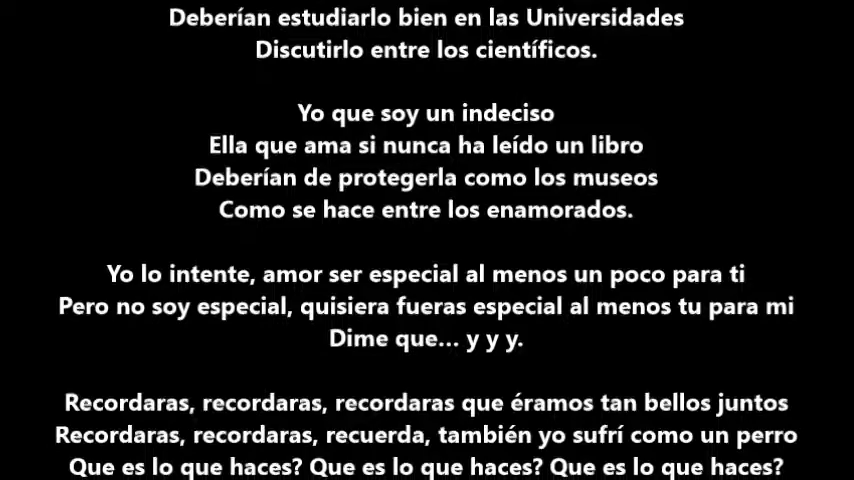 Deberían estudiarlo bien en las Universidades
Discutirlo entre los científicos.
Yo que soy un indeciso
Ella que ama si nunca ha leído un libro
Deberían de protegerla como los museos
Como se hace entre los enamorados.
Yo lo intente, amor ser especial al menos un poco para ti
Pero no soy especial, quisiera fueras especial al menos tu para mi
Dime que... y y y.
Recordaras, recordaras, recordaras que éramos tan bellos juntos
Recordaras, recordaras, recuerda, también yo sufrí como un perro
Que es lo que haces? Que es lo que haces? Que es lo que haces?